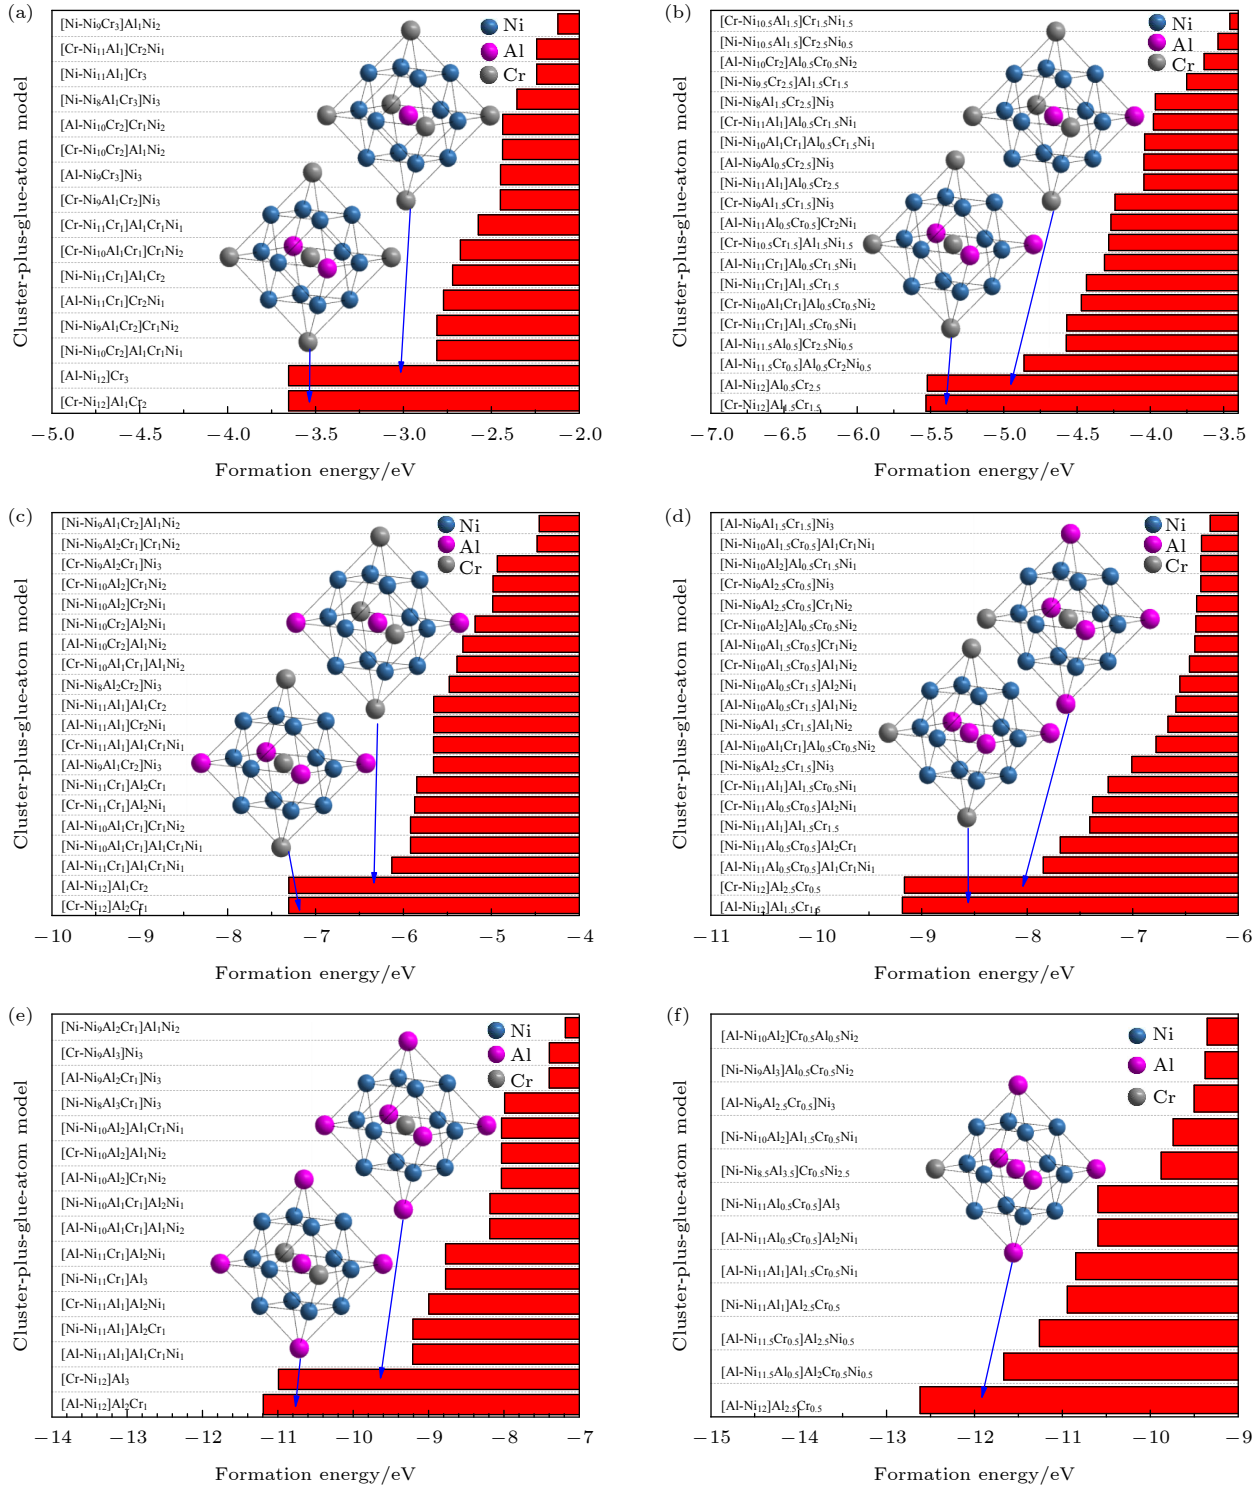 (a)
Cluster-plus-glue-atom model
[Ni-Ni₉Cr₃]Al₁Ni₂
[Cr-Ni₁₁Al₁]Cr₂Ni₁
[Ni-Ni₁₁Al₁]Cr₃
[Ni-Ni₈Al₁Cr₃]Ni₃
[Al-Ni₁₀Cr₂]Cr₁Ni₂
[Cr-Ni₁₀Cr₂]Al₁Ni₂
[Al-Ni₉Cr₃]Ni₃
[Cr-Ni₉Al₁Cr₂]Ni₃
[Cr-Ni₁₁Cr₁]Al₁Cr₁Ni₁
[Cr-Ni₁₀Al₁Cr₁]Cr₁Ni₂
[Ni-Ni₁₁Cr₁]Al₁Cr₂
[Al-Ni₁₁Cr₁]Cr₂Ni₁
[Ni-Ni₉Al₁Cr₂]Cr₁Ni₂
[Ni-Ni₁₀Cr₂]Al₁Cr₁Ni₁
[Al-Ni₁₂]Cr₃
[Cr-Ni₁₂]Al₁Cr₂
Ni
Al
Cr
−5.0 −4.5 −4.0 −3.5 −3.0 −2.5 −2.0
Formation energy/eV
(b)
Cluster-plus-glue-atom model
[Cr-Ni₁₀.₅Al₁.₅]Cr₁.₅Ni₁.₅
[Ni-Ni₁₀.₅Al₁.₅]Cr₂.₅Ni₀.₅
[Al-Ni₁₀Cr₂]Al₀.₅Cr₀.₅Ni₂
[Ni-Ni₉.₅Cr₂.₅]Al₁.₅Cr₁.₅
[Ni-Ni₈Al₁.₅Cr₂.₅]Ni₃
[Cr-Ni₁₁Al₁]Al₀.₅Cr₁.₅Ni₁
[Ni-Ni₁₀Al₁Cr₁]Al₀.₅Cr₁.₅Ni₁
[Al-Ni₉Al₀.₅Cr₂.₅]Ni₃
[Ni-Ni₁₁Al₁]Al₀.₅Cr₂.₅
[Cr-Ni₉Al₁.₅Cr₁.₅]Ni₃
[Al-Ni₁₁Al₀.₅Cr₀.₅]Cr₂Ni₁
[Cr-Ni₁₀.₅Cr₁.₅]Al₁.₅Ni₁.₅
[Al-Ni₁₁Cr₁]Al₀.₅Cr₁.₅Ni₁
[Ni-Ni₁₁Cr₁]Al₁.₅Cr₁.₅
[Cr-Ni₁₀Al₁Cr₁]Al₀.₅Cr₀.₅Ni₂
[Cr-Ni₁₁Cr₁]Al₁.₅Cr₀.₅Ni₁
[Al-Ni₁₁.₅Al₀.₅]Cr₂.₅Ni₀.₅
[Al-Ni₁₁.₅Cr₀.₅]Al₀.₅Cr₂Ni₀.₅
[Al-Ni₁₂]Al₀.₅Cr₂.₅
[Cr-Ni₁₂]Al₁.₅Cr₁.₅
Ni
Al
Cr
−7.0 −6.5 −6.0 −5.5 −5.0 −4.5 −4.0 −3.5
Formation energy/eV
(c)
Cluster-plus-glue-atom model
[Ni-Ni₉Al₁Cr₂]Al₁Ni₂
[Ni-Ni₉Al₂Cr₁]Cr₁Ni₂
[Cr-Ni₉Al₂Cr₁]Ni₃
[Cr-Ni₁₀Al₂]Cr₁Ni₂
[Ni-Ni₁₀Al₂]Cr₂Ni₁
[Ni-Ni₁₀Cr₂]Al₂Ni₁
[Al-Ni₁₀Cr₂]Al₁Ni₂
[Cr-Ni₁₀Al₁Cr₁]Al₁Ni₂
[Ni-Ni₈Al₂Cr₂]Ni₃
[Ni-Ni₁₁Al₁]Al₁Cr₂
[Al-Ni₁₁Al₁]Cr₂Ni₁
[Cr-Ni₁₁Al₁]Al₁Cr₁Ni₁
[Al-Ni₉Al₁Cr₂]Ni₃
[Ni-Ni₁₁Cr₁]Al₂Cr₁
[Cr-Ni₁₁Cr₁]Al₂Ni₁
[Al-Ni₁₀Al₁Cr₁]Cr₁Ni₂
[Ni-Ni₁₀Al₁Cr₁]Al₁Cr₁Ni₁
[Al-Ni₁₁Cr₁]Al₁Cr₁Ni₁
[Al-Ni₁₂]Al₁Cr₂
[Cr-Ni₁₂]Al₂Cr₁
Ni
Al
Cr
−10 −9 −8 −7 −6 −5 −4
Formation energy/eV
(d)
Cluster-plus-glue-atom model
[Al-Ni₉Al₁.₅Cr₁.₅]Ni₃
[Ni-Ni₁₀Al₁.₅Cr₀.₅]Al₁Cr₁Ni₁
[Ni-Ni₁₀Al₂]Al₀.₅Cr₁.₅Ni₁
[Cr-Ni₉Al₂.₅Cr₀.₅]Ni₃
[Ni-Ni₉Al₂.₅Cr₀.₅]Cr₁Ni₂
[Cr-Ni₁₀Al₂]Al₀.₅Cr₀.₅Ni₂
[Al-Ni₁₀Al₁.₅Cr₀.₅]Cr₁Ni₂
[Cr-Ni₁₀Al₁.₅Cr₀.₅]Al₁Ni₂
[Ni-Ni₁₀Al₀.₅Cr₁.₅]Al₂Ni₁
[Al-Ni₁₀Al₀.₅Cr₁.₅]Al₁Ni₂
[Ni-Ni₉Al₁.₅Cr₁.₅]Al₁Ni₂
[Al-Ni₁₀Al₁Cr₁]Al₀.₅Cr₀.₅Ni₂
[Ni-Ni₈Al₂.₅Cr₁.₅]Ni₃
[Cr-Ni₁₁Al₁]Al₁.₅Cr₀.₅Ni₁
[Cr-Ni₁₁Al₀.₅Cr₀.₅]Al₂Ni₁
[Ni-Ni₁₁Al₁]Al₁.₅Cr₁.₅
[Ni-Ni₁₁Al₀.₅Cr₀.₅]Al₂Cr₁
[Al-Ni₁₁Al₀.₅Cr₀.₅]Al₁Cr₁Ni₁
[Cr-Ni₁₂]Al₂.₅Cr₀.₅
[Al-Ni₁₂]Al₁.₅Cr₁.₅
Ni
Al
Cr
−11 −10 −9 −8 −7 −6
Formation energy/eV
(e)
Cluster-plus-glue-atom model
[Ni-Ni₉Al₂Cr₁]Al₁Ni₂
[Cr-Ni₉Al₃]Ni₃
[Al-Ni₉Al₂Cr₁]Ni₃
[Ni-Ni₈Al₃Cr₁]Ni₃
[Ni-Ni₁₀Al₂]Al₁Cr₁Ni₁
[Cr-Ni₁₀Al₂]Al₁Ni₂
[Al-Ni₁₀Al₂]Cr₁Ni₂
[Ni-Ni₁₀Al₁Cr₁]Al₂Ni₁
[Al-Ni₁₀Al₁Cr₁]Al₁Ni₂
[Al-Ni₁₁Cr₁]Al₂Ni₁
[Ni-Ni₁₁Cr₁]Al₃
[Cr-Ni₁₁Al₁]Al₂Ni₁
[Ni-Ni₁₁Al₁]Al₂Cr₁
[Al-Ni₁₁Al₁]Al₁Cr₁Ni₁
[Cr-Ni₁₂]Al₃
[Al-Ni₁₂]Al₂Cr₁
Ni
Al
Cr
−14 −13 −12 −11 −10 −9 −8 −7
Formation energy/eV
(f)
Cluster-plus-glue-atom model
[Al-Ni₁₀Al₂]Cr₀.₅Al₀.₅Ni₂
[Ni-Ni₉Al₃]Al₀.₅Cr₀.₅Ni₂
[Al-Ni₉Al₂.₅Cr₀.₅]Ni₃
[Ni-Ni₁₀Al₂]Al₁.₅Cr₀.₅Ni₁
[Ni-Ni₈.₅Al₃.₅]Cr₀.₅Ni₂.₅
[Ni-Ni₁₁Al₀.₅Cr₀.₅]Al₃
[Al-Ni₁₁Al₀.₅Cr₀.₅]Al₂Ni₁
[Al-Ni₁₁Al₁]Al₁.₅Cr₀.₅Ni₁
[Ni-Ni₁₁Al₁]Al₂.₅Cr₀.₅
[Al-Ni₁₁.₅Cr₀.₅]Al₂.₅Ni₀.₅
[Al-Ni₁₁.₅Al₀.₅]Al₂Cr₀.₅Ni₀.₅
[Al-Ni₁₂]Al₂.₅Cr₀.₅
Ni
Al
Cr
−15 −14 −13 −12 −11 −10 −9
Formation energy/eV